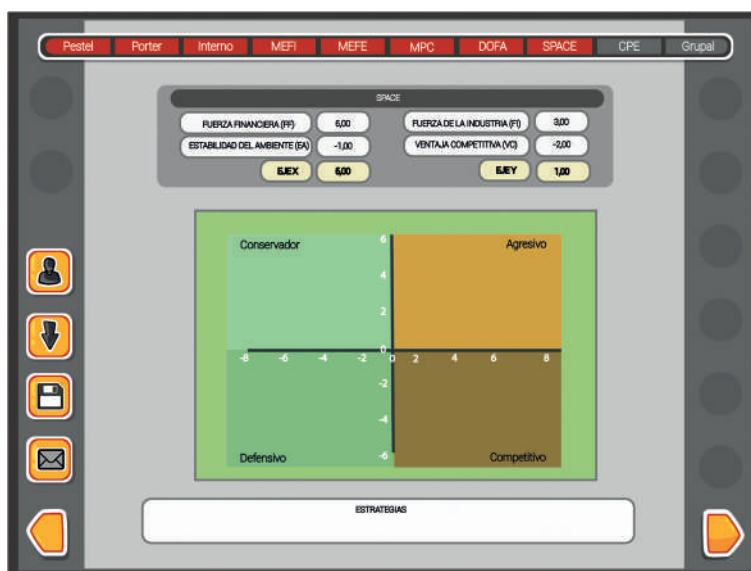 Pestel Porter Interno MEFI MEFE MPC DOFA SPACE CPE Grupal
SPACE
FUERZA FINANCIERA (FF) 6,00 FUERZA DE LA INDUSTRIA (FI) 3,00
ESTABILIDAD DEL AMBIENTE (EA) -1,00 VENTAJA COMPETITIVA (VC) -2,00
EJEX 6,00 EJEY 1,00
Conservador 6 Agresivo
4
2
0
-8 -6 -4 -2 0 2 4 6 8
-2
-4
Defensivo -6 Competitivo
ESTRATEGIAS